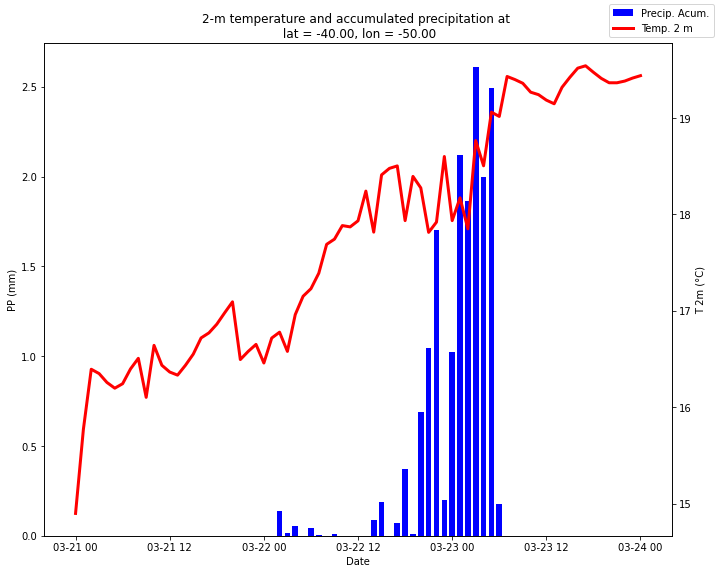 2-m temperature and accumulated precipitation at
lat = -40.00, lon = -50.00
Precip. Acum.
Temp. 2 m
2.5
2.0
1.5
1.0
0.5
0.0
PP (mm)
19
18
17
16
15
T 2m (°C)
03-21 00
03-21 12
03-22 00
03-22 12
03-23 00
03-23 12
03-24 00
Date